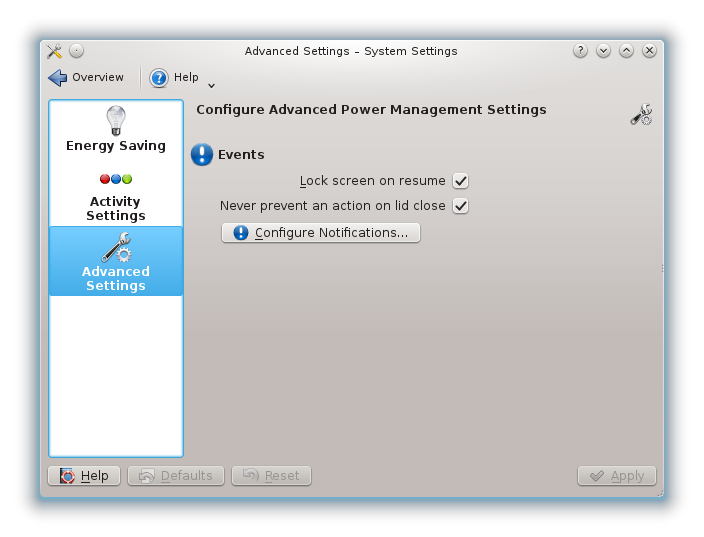 Advanced Settings – System Settings
Overview
Help
Configure Advanced Power Management Settings
Energy Saving
Activity
Settings
Advanced
Settings
Events
Lock screen on resume
Never prevent an action on lid close
Configure Notifications...
Help
Defaults
Reset
Apply